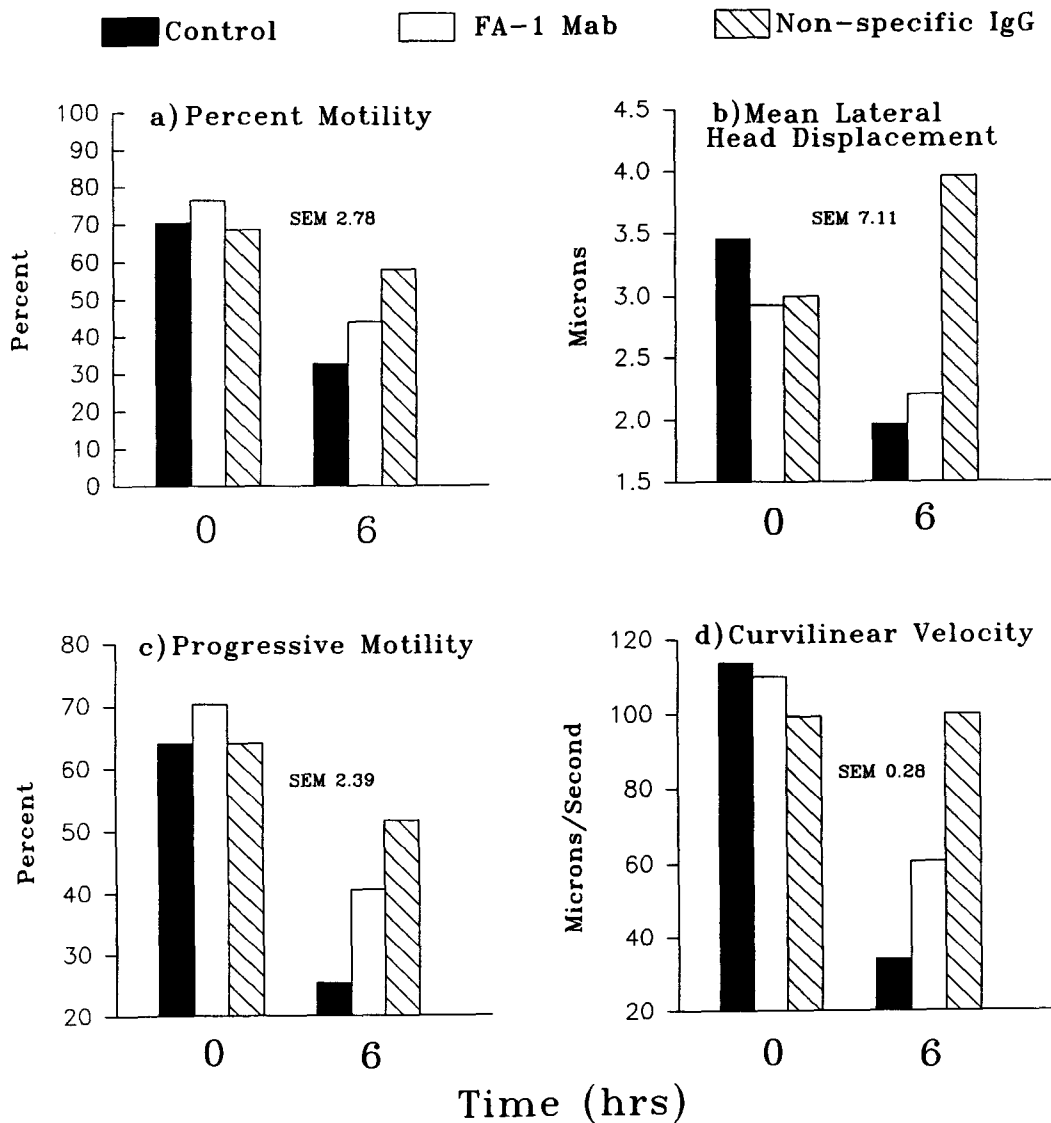 Control
FA-1 Mab
Non-specific IgG
a)Percent Motility
SEM 2.78
Percent
100
90
80
70
60
50
40
30
20
10
0
0
6
b)Mean Lateral
Head Displacement
SEM 7.11
Microns
4.5
4.0
3.5
3.0
2.5
2.0
1.5
0
6
c)Progressive Motility
SEM 2.39
Percent
80
70
60
50
40
30
20
0
6
d)Curvilinear Velocity
SEM 0.28
Microns/Second
120
100
80
60
40
20
0
6
Time (hrs)